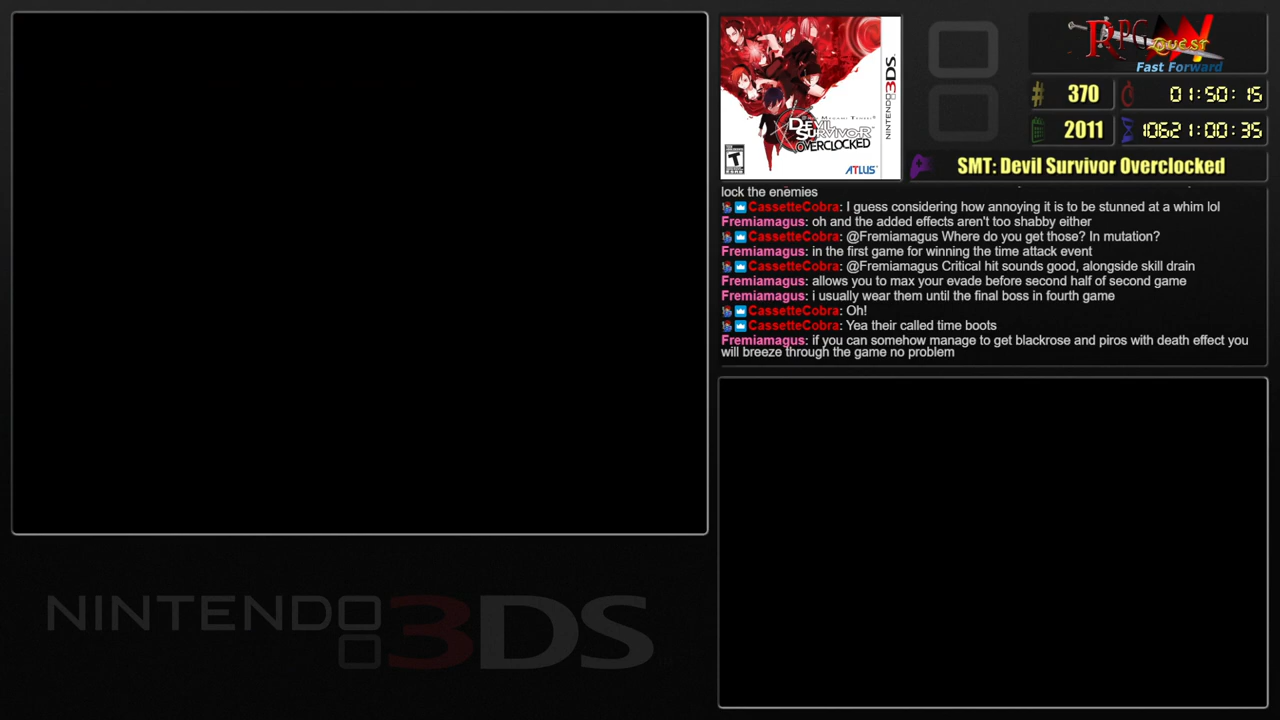 RPG
Quest
Fast Forward
# 370
01:50:15
2011
10621:00:35
SMT: Devil Survivor Overclocked
NINTENDO 3DS
DEVIL
SURVIVOR
OVERCLOCKED
T
ATLUS
lock the enemies
CassetteCobra: I guess considering how annoying it is to be stunned at a whim lol
Fremiamagus: oh and the added effects aren't too shabby either
CassetteCobra: @Fremiamagus Where do you get those? In mutation?
Fremiamagus: in the first game for winning the time attack event
CassetteCobra: @Fremiamagus Critical hit sounds good, alongside skill drain
Fremiamagus: allows you to max your evade before second half of second game
Fremiamagus: i usually wear them until the final boss in fourth game
CassetteCobra: Oh!
CassetteCobra: Yea their called time boots
Fremiamagus: if you can somehow manage to get blackrose and piros with death effect you
will breeze through the game no problem
NINTENDO 3DS